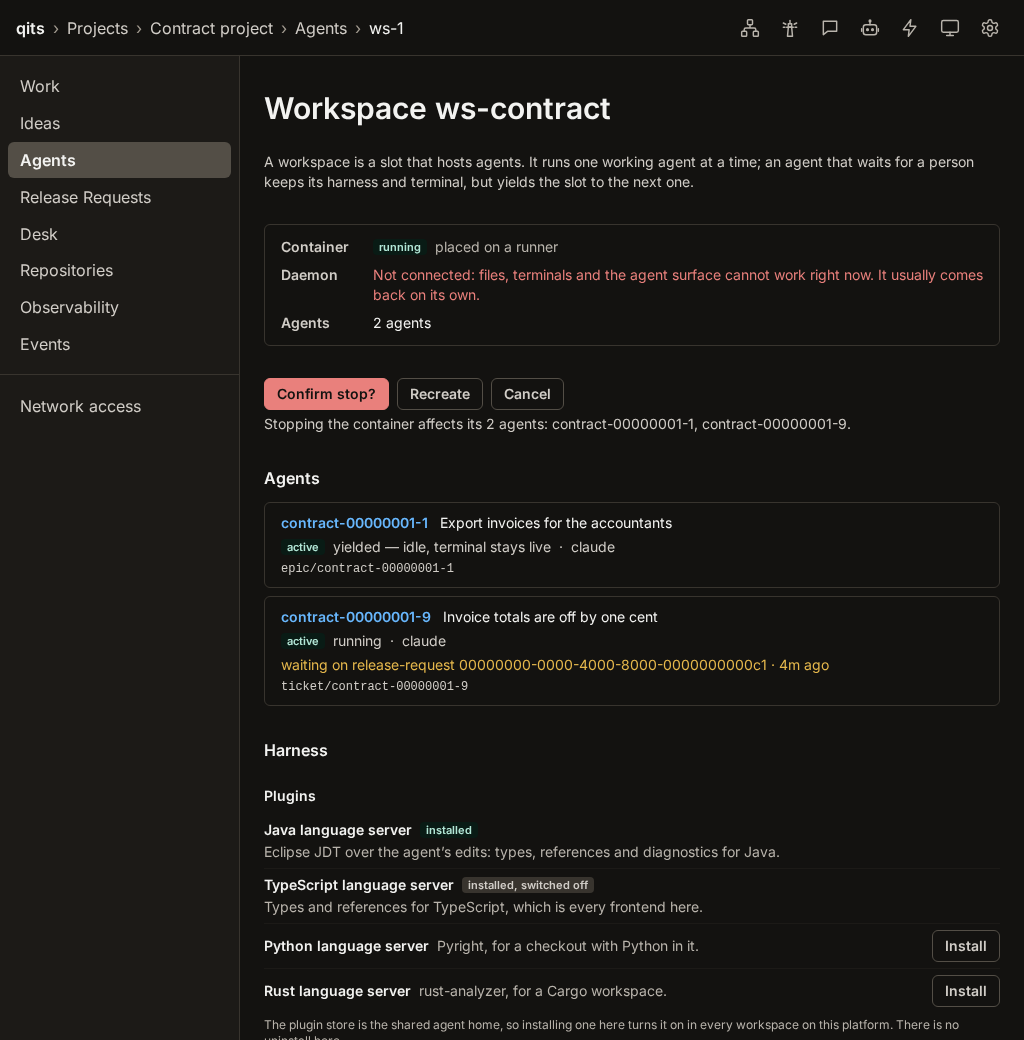 qits › Projects › Contract project › Agents › ws-1
Work
Ideas
Agents
Release Requests
Desk
Repositories
Observability
Events
Network access
Workspace ws-contract
A workspace is a slot that hosts agents. It runs one working agent at a time; an agent that waits for a person
keeps its harness and terminal, but yields the slot to the next one.
Container running placed on a runner
Daemon Not connected: files, terminals and the agent surface cannot work right now. It usually comes
back on its own.
Agents 2 agents
Confirm stop? Recreate Cancel
Stopping the container affects its 2 agents: contract-00000001-1, contract-00000001-9.
Agents
contract-00000001-1 Export invoices for the accountants
active yielded — idle, terminal stays live · claude
epic/contract-00000001-1
contract-00000001-9 Invoice totals are off by one cent
active running · claude
waiting on release-request 00000000-0000-4000-8000-0000000000c1 · 4m ago
ticket/contract-00000001-9
Harness
Plugins
Java language server installed
Eclipse JDT over the agent’s edits: types, references and diagnostics for Java.
TypeScript language server installed, switched off
Types and references for TypeScript, which is every frontend here.
Python language server Pyright, for a checkout with Python in it. Install
Rust language server rust-analyzer, for a Cargo workspace. Install
The plugin store is the shared agent home, so installing one here turns it on in every workspace on this platform. There is no
uninstall here.